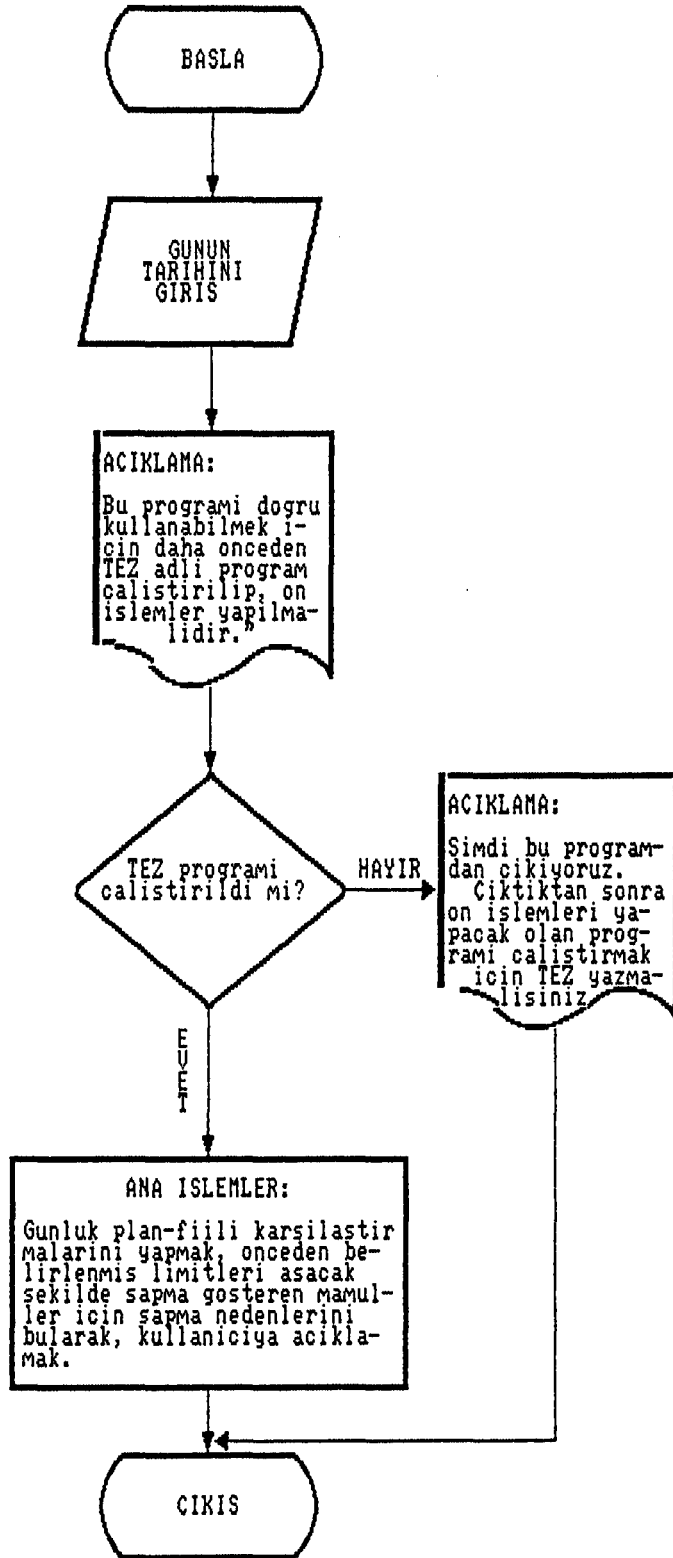 BASLA
GUNUN
TARIHINI
GIRIS
ACIKLAMA:
Bu programi dogru
kullanabilmek i-
cin daha onceden
TEZ adli program
calistirilip, on
islemler yapilma-
lidir."
TEZ programi
calistirildi mi?
HAYIR
ACIKLAMA:
Simdi bu program-
dan cikiyoruz.
Ciktiktan sonra
on islemleri ya-
pacak olan prog-
rami calistirmak
icin TEZ yazma-
lisiniz
EVET
ANA ISLEMLER:
Gunluk plan-fiili karsilastir
malarini yapmak, onceden be-
lirlenmis limitleri asacak
sekilde sapma gosteren mamul-
ler icin sapma nedenlerini
bularak, kullaniciya acikla-
mak.
CIKIS